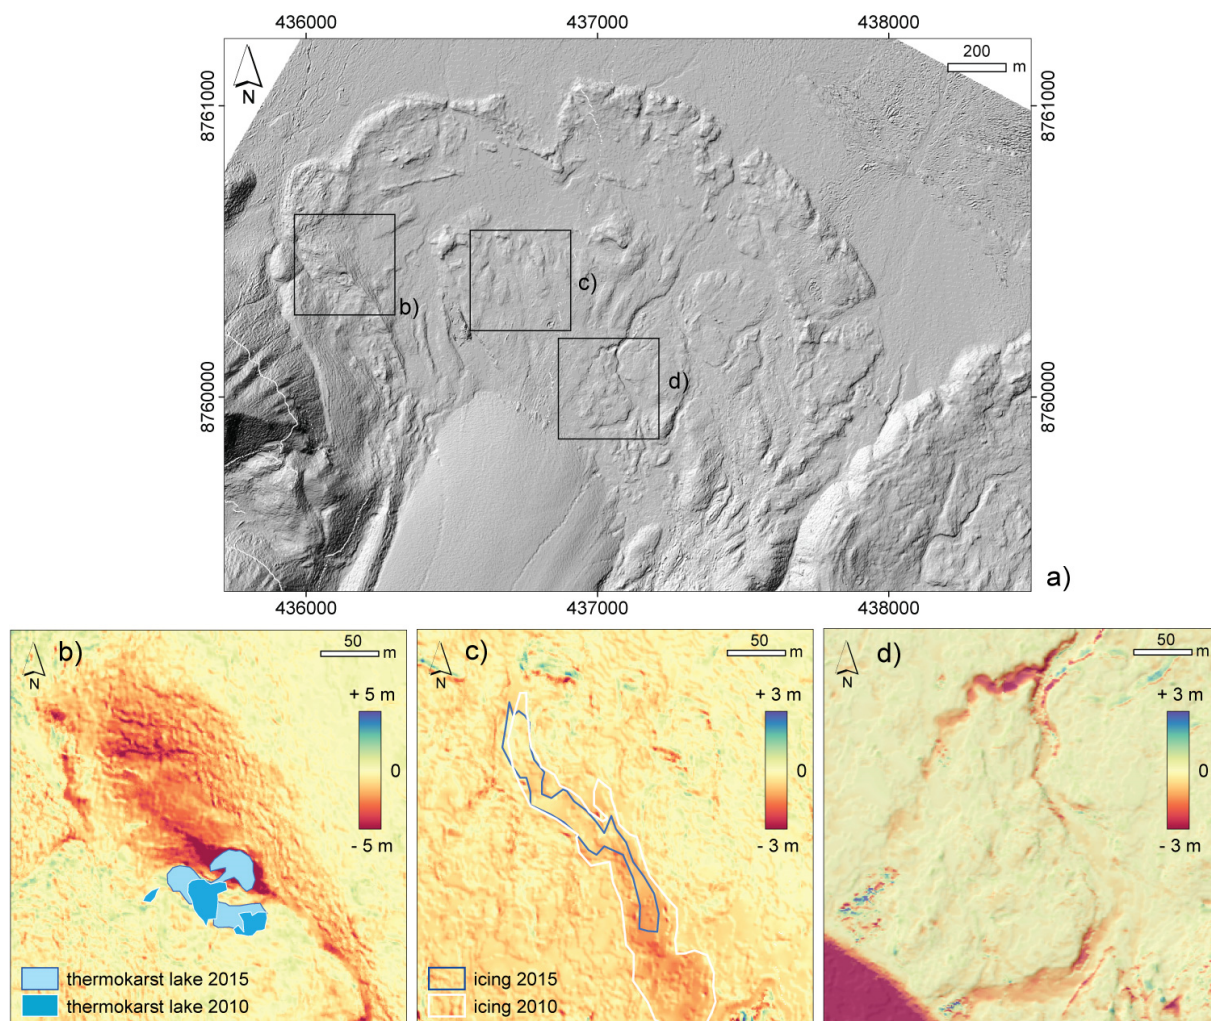 436000 437000 438000
200
m
N
8761000 8761000
b)
c)
d)
8760000 8760000
a)
436000 437000 438000
b)
50
m
N
+ 5 m
0
- 5 m
thermokarst lake 2015
thermokarst lake 2010
c)
50
m
N
+ 3 m
0
- 3 m
icing 2015
icing 2010
d)
50
m
N
+ 3 m
0
- 3 m